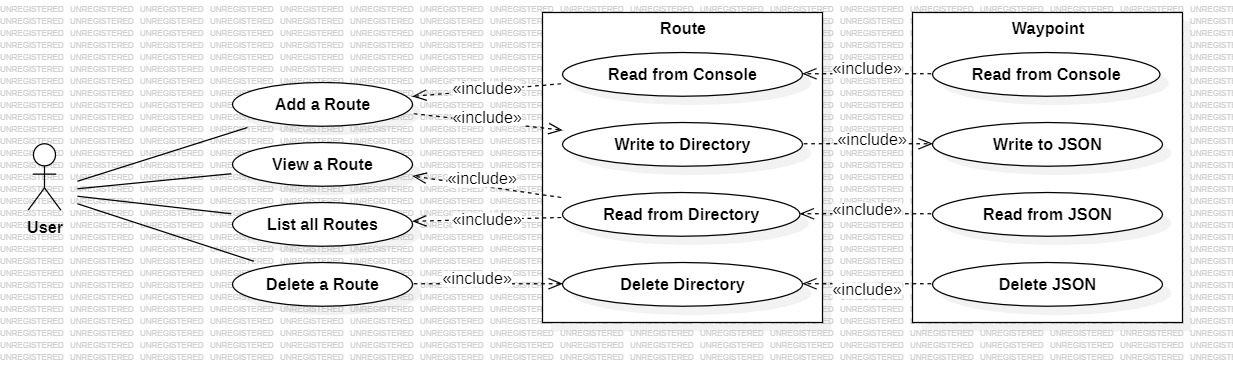 Route
Waypoint
Read from Console
«include»
Read from Console
Add a Route
«include»
«include»
Write to Directory
«include»
Write to JSON
View a Route
«include»
User
List all Routes
«include»
Read from Directory
«include»
Read from JSON
Delete a Route
«include»
Delete Directory
«include»
Delete JSON
UNREGISTERED